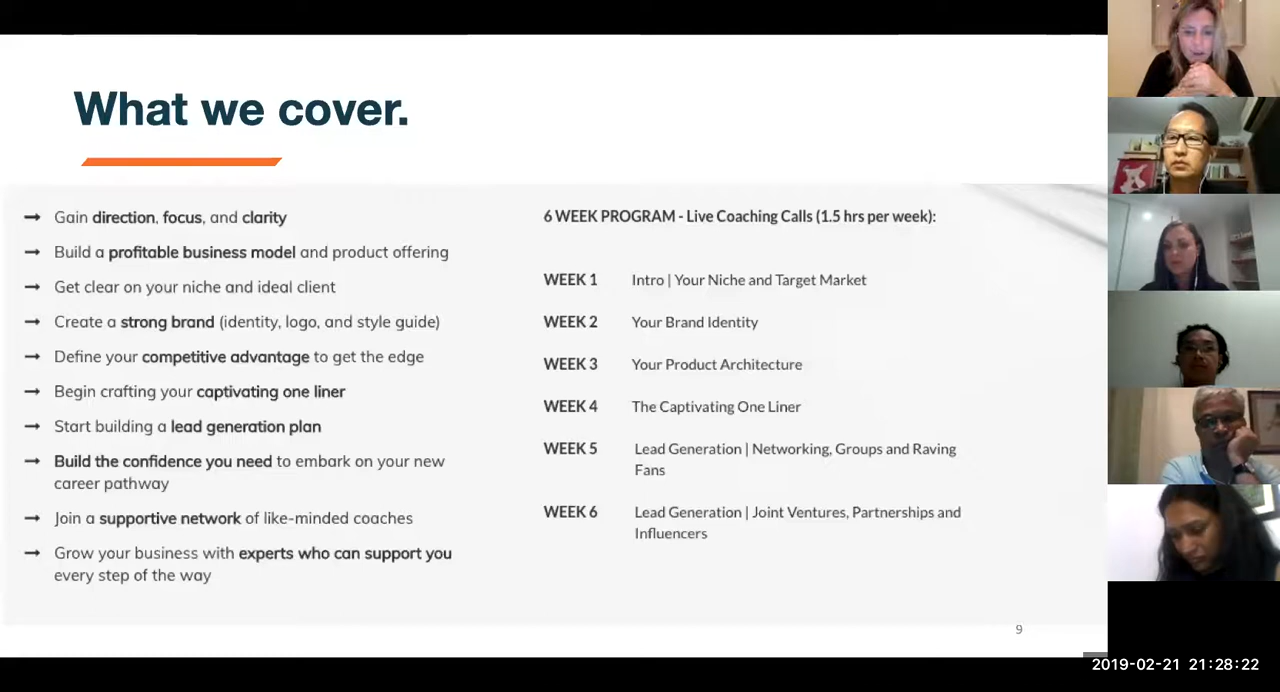 What we cover.
→ Gain direction, focus, and clarity
→ Build a profitable business model and product offering
→ Get clear on your niche and ideal client
→ Create a strong brand (identity, logo, and style guide)
→ Define your competitive advantage to get the edge
→ Begin crafting your captivating one liner
→ Start building a lead generation plan
→ Build the confidence you need to embark on your new
career pathway
→ Join a supportive network of like-minded coaches
→ Grow your business with experts who can support you
every step of the way
6 WEEK PROGRAM - Live Coaching Calls (1.5 hrs per week):
WEEK 1 Intro | Your Niche and Target Market
WEEK 2 Your Brand Identity
WEEK 3 Your Product Architecture
WEEK 4 The Captivating One Liner
WEEK 5 Lead Generation | Networking, Groups and Raving
Fans
WEEK 6 Lead Generation | Joint Ventures, Partnerships and
Influencers
9
2019-02-21 21:28:22